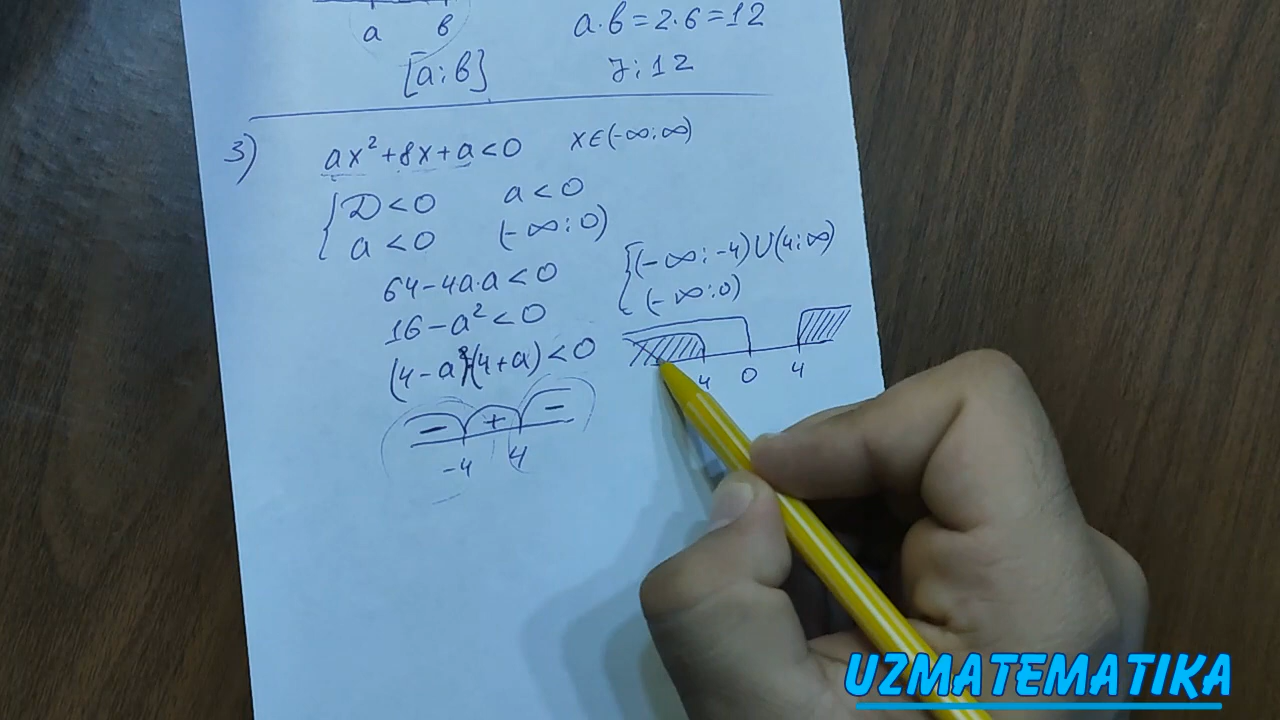 a b
a·b=2·6=12
[a;b]
J: 12
3) ax²+8x+a<0 x∈(-∞;∞)
D<0 a<0
a<0 (-∞;0)
64-4a·a<0
(-∞;-4)∪(4;∞)
(-∞;0)
16-a²<0
(4-a)(4+a)<0
4 0 4
- + -
-4 4
UZMATEMATIKA